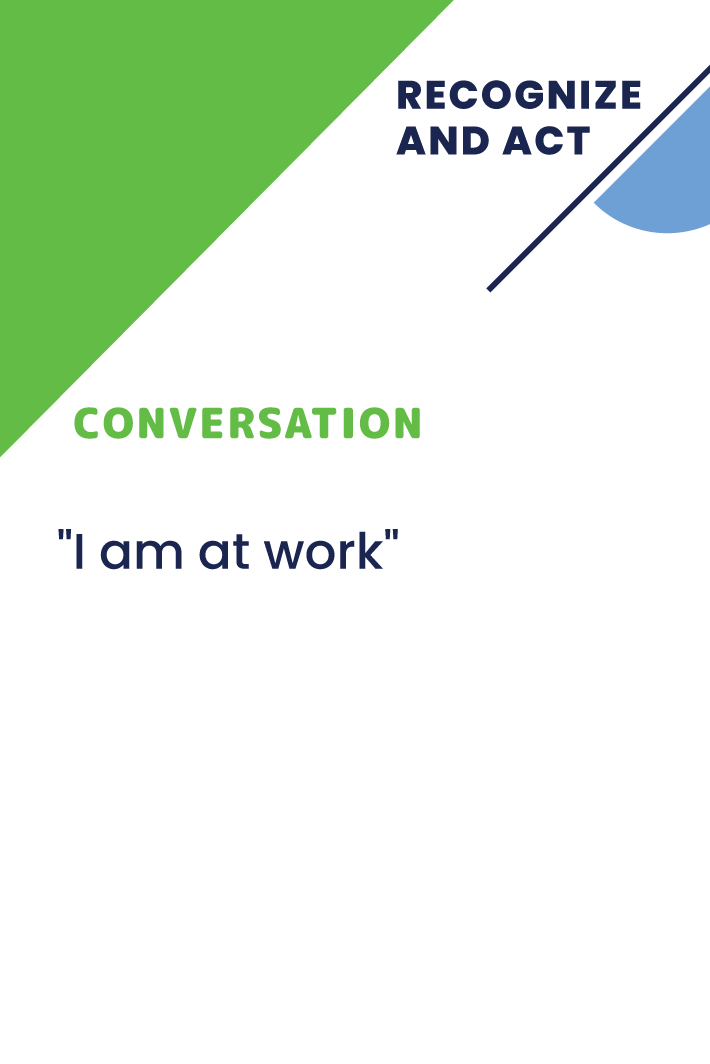 RECOGNIZE
AND ACT
CONVERSATION
"I am at work"